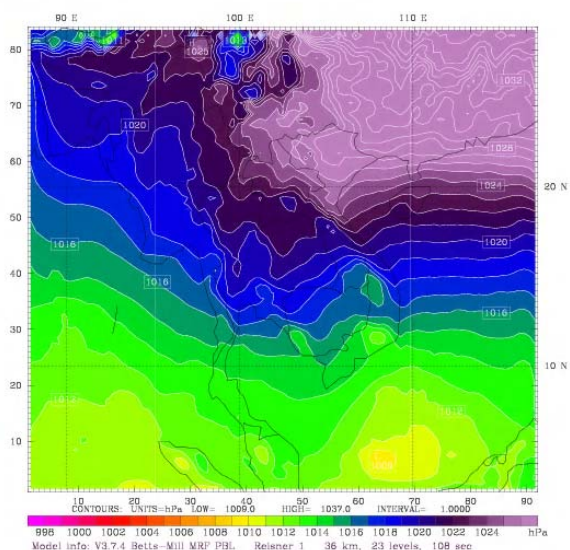 90 E 100 E 110 E
80
1025
1032
70
1020
60
1028
1024
20 N
50
1016
1020
40
1016
30
1016
10 N
20
1012
1012
10
10 20 30 40 50 60 70 80 90
CONTOURS: UNITS=hPa LOW= 1009.0 HIGH= 1037.0 INTERVAL= 1.0000
998 1000 1002 1004 1006 1008 1010 1012 1014 1016 1018 1020 1022 1024 hPa
Model info: V3.7.4 Betts-Mill MRF PBL Reisner 1 36 km, 23 levels, 108 sec